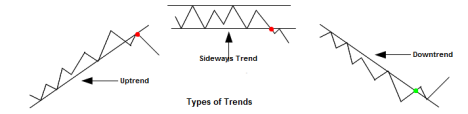 Sideways Trend
Downtrend
Uptrend
Types of Trends